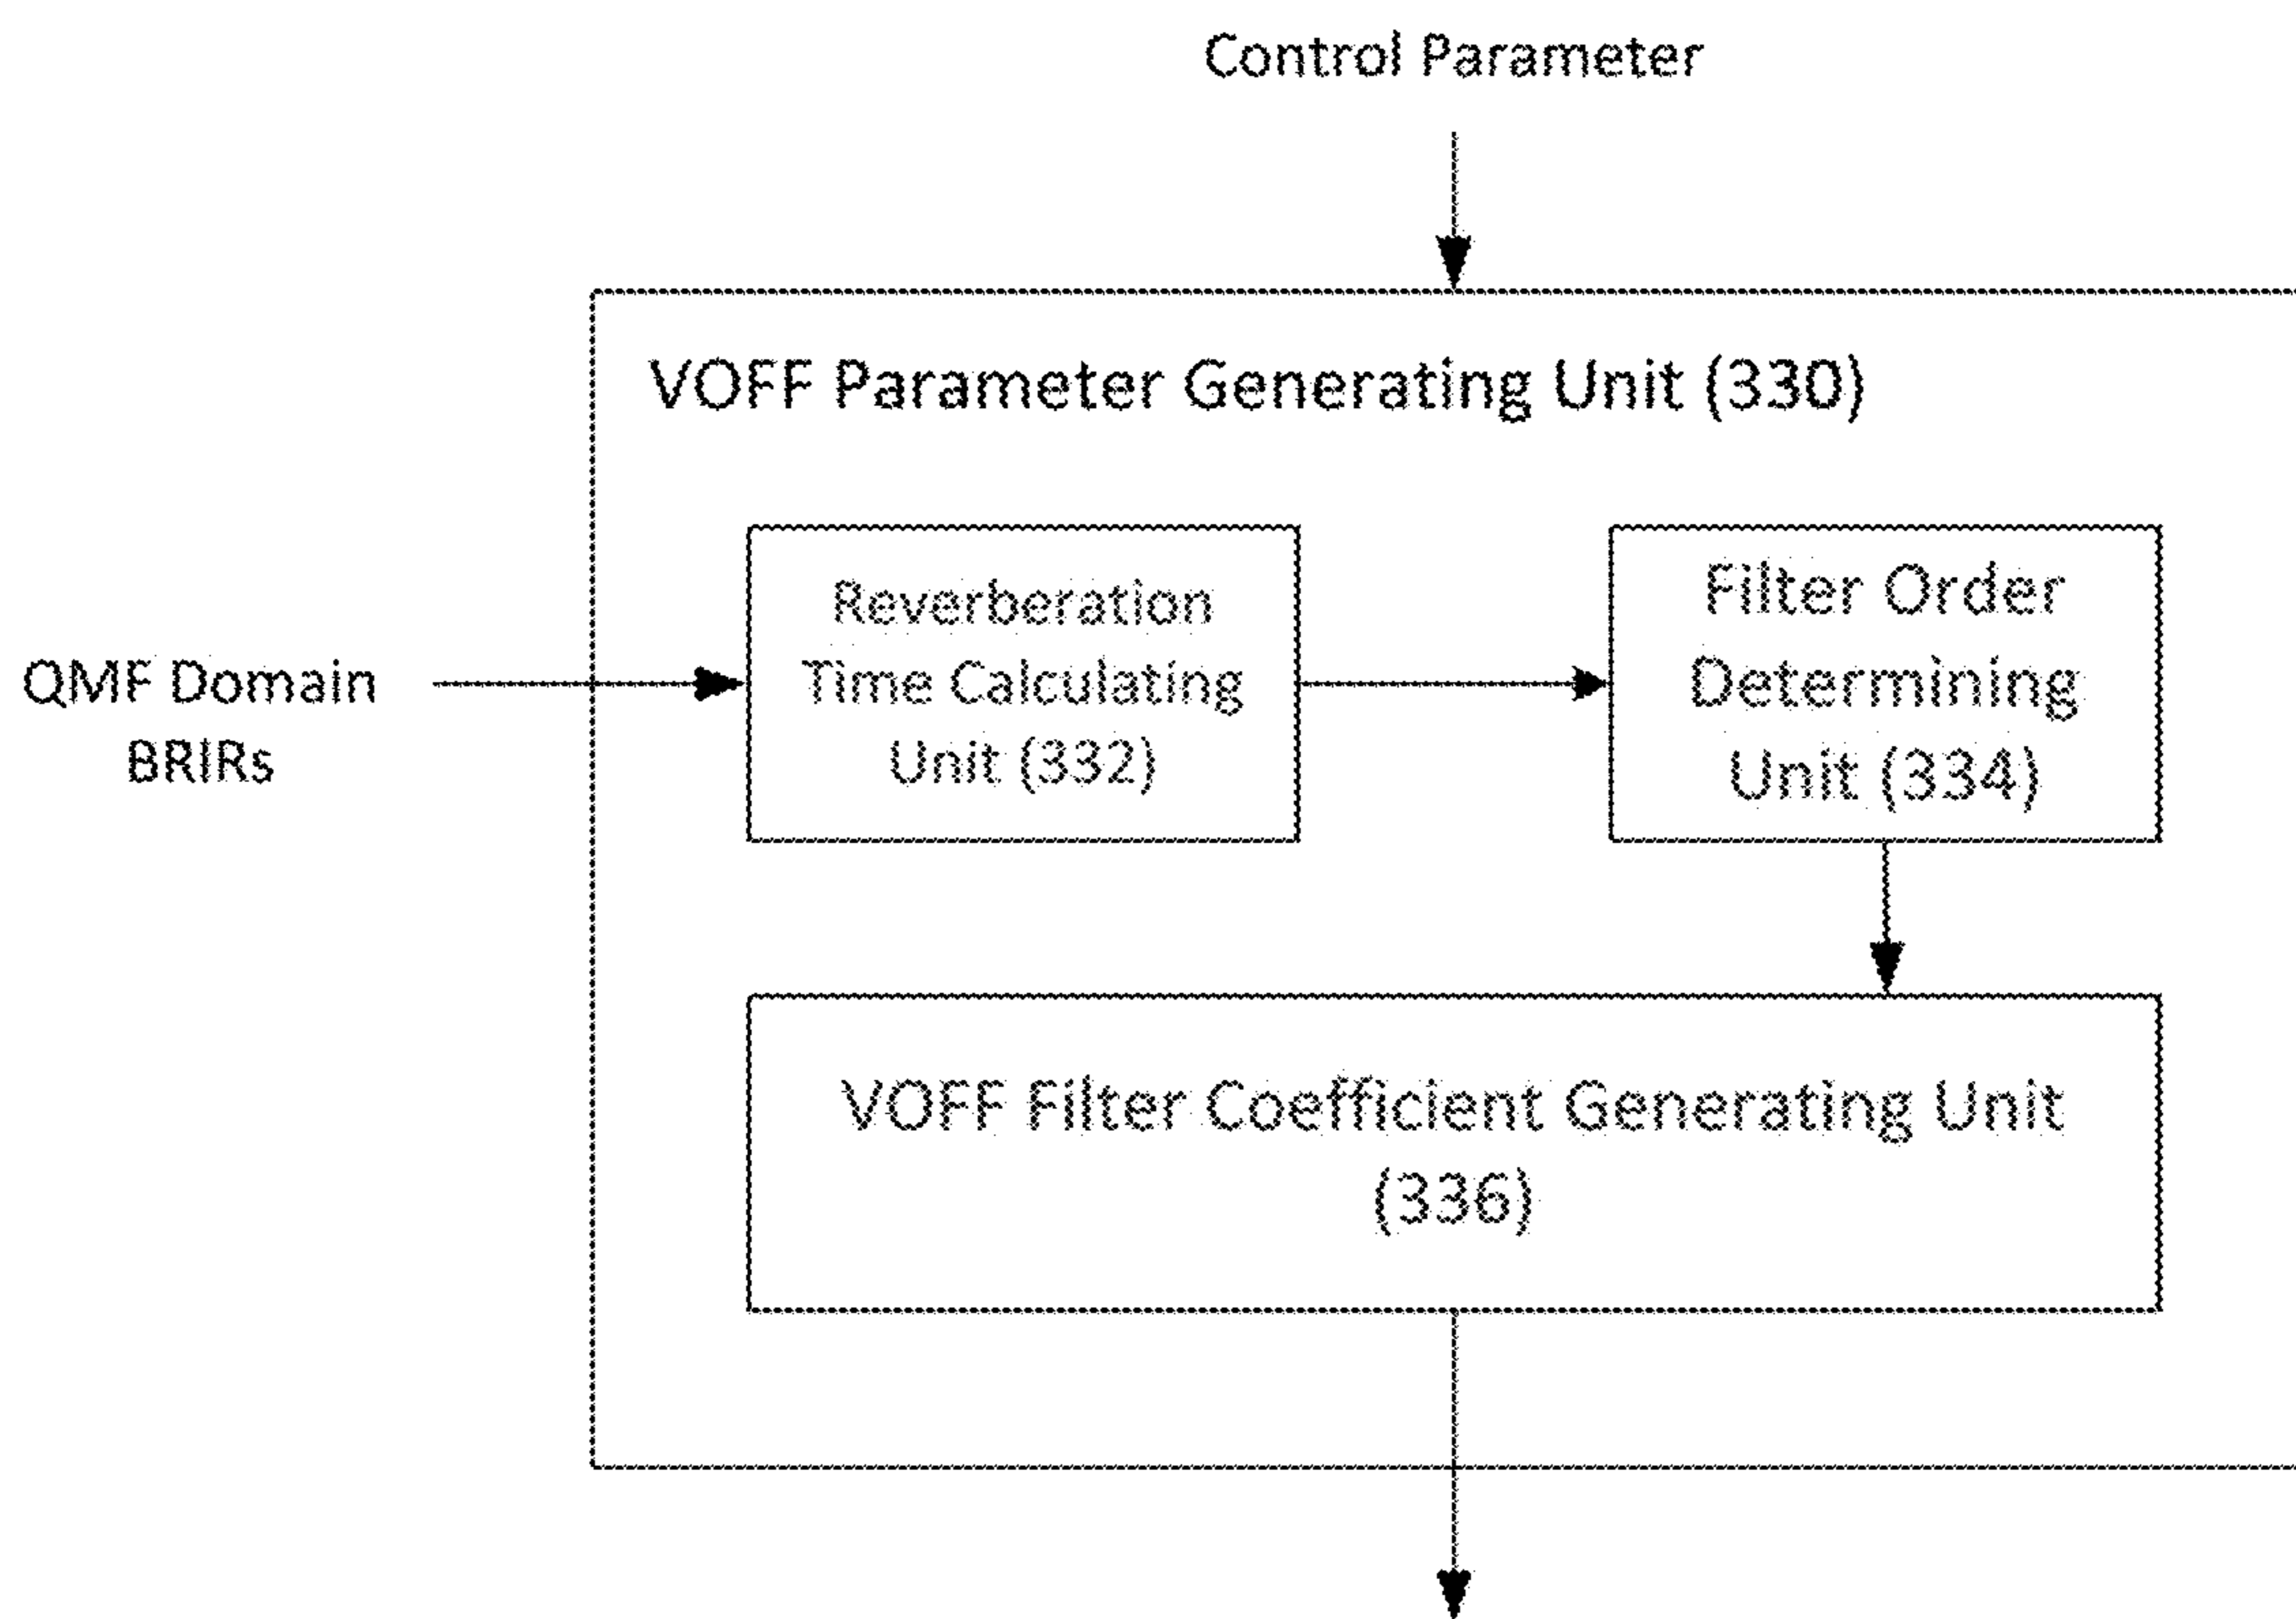 Control Parameter
VOFF Parameter Generating Unit (330)
QMF Domain
BRIRs
Reverberation
Time Calculating
Unit (332)
Filter Order
Determining
Unit (334)
VOFF Filter Coefficient Generating Unit
(336)